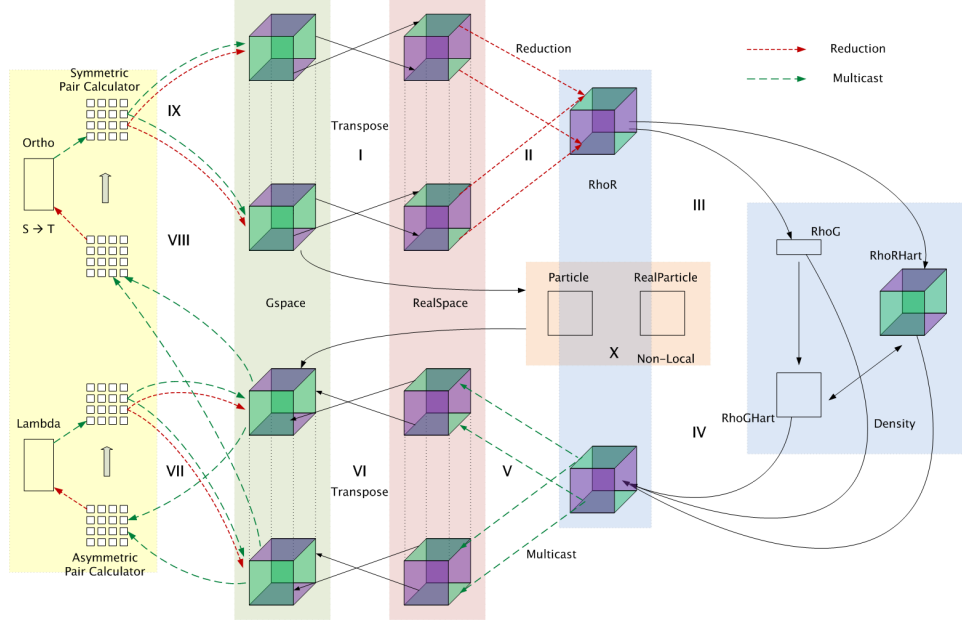 Reduction
Reduction
Multicast
Symmetric
Pair Calculator
IX
Transpose
Ortho
I
II
RhoR
S → T
VIII
III
RhoG
RhoRHart
Particle
RealParticle
Gspace
RealSpace
X
Non-Local
Lambda
RhoGHart
Density
IV
VII
VI
V
Transpose
Multicast
Asymmetric
Pair Calculator